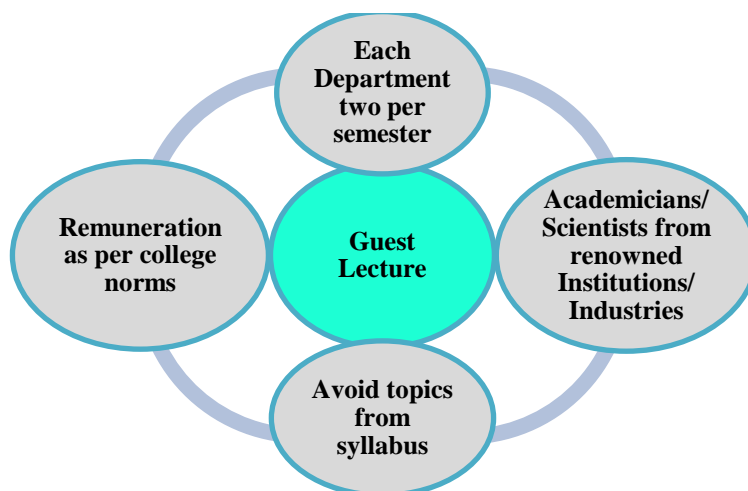 Each
Department
two per
semester
Remuneration
as per college
norms
Guest
Lecture
Academicians/
Scientists from
renowned
Institutions/
Industries
Avoid topics
from
syllabus